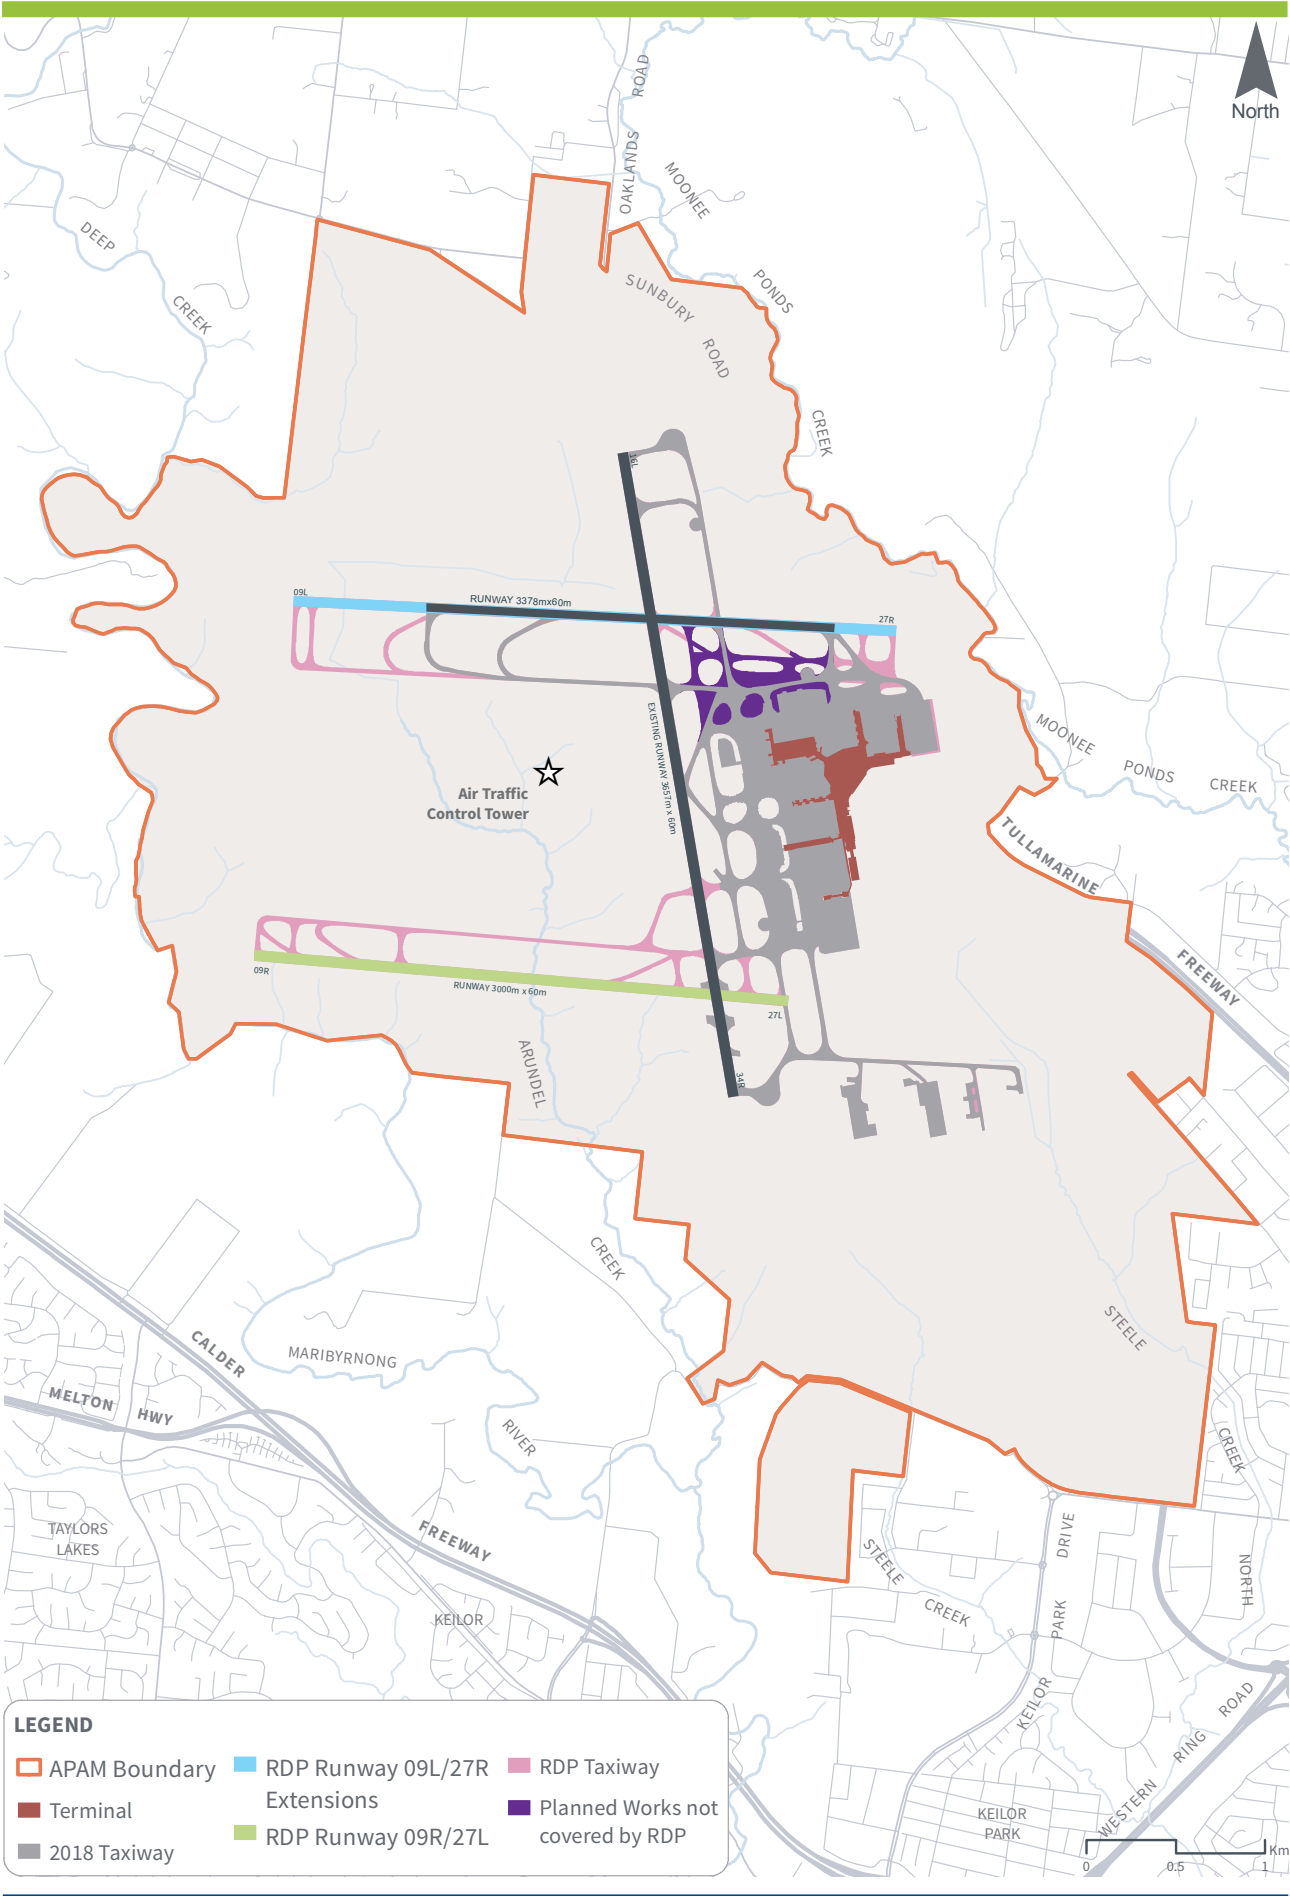 North
OAKLANDS ROAD
MOONEE
PONDS
CREEK
DEEP
CREEK
SUNBURY
ROAD
16L
09L
RUNWAY 3378mx60m
27R
EXISTING RUNWAY 3657m x 60m
Air Traffic
Control Tower
MOONEE
PONDS
CREEK
TULLAMARINE
FREEWAY
09R
RUNWAY 3000m x 60m
27L
34R
ARUNDEL
CREEK
STEELE
CREEK
CALDER
MARIBYRNONG
MELTON
HWY
RIVER
FREEWAY
TAYLORS
LAKES
KEILOR
STEELE
CREEK
DRIVE
PARK
KEILOR
NORTH
ROAD
RING
WESTERN
KEILOR
PARK
LEGEND
APAM Boundary
Terminal
2018 Taxiway
RDP Runway 09L/27R
Extensions
RDP Runway 09R/27L
RDP Taxiway
Planned Works not
covered by RDP
0
0.5
1
Km